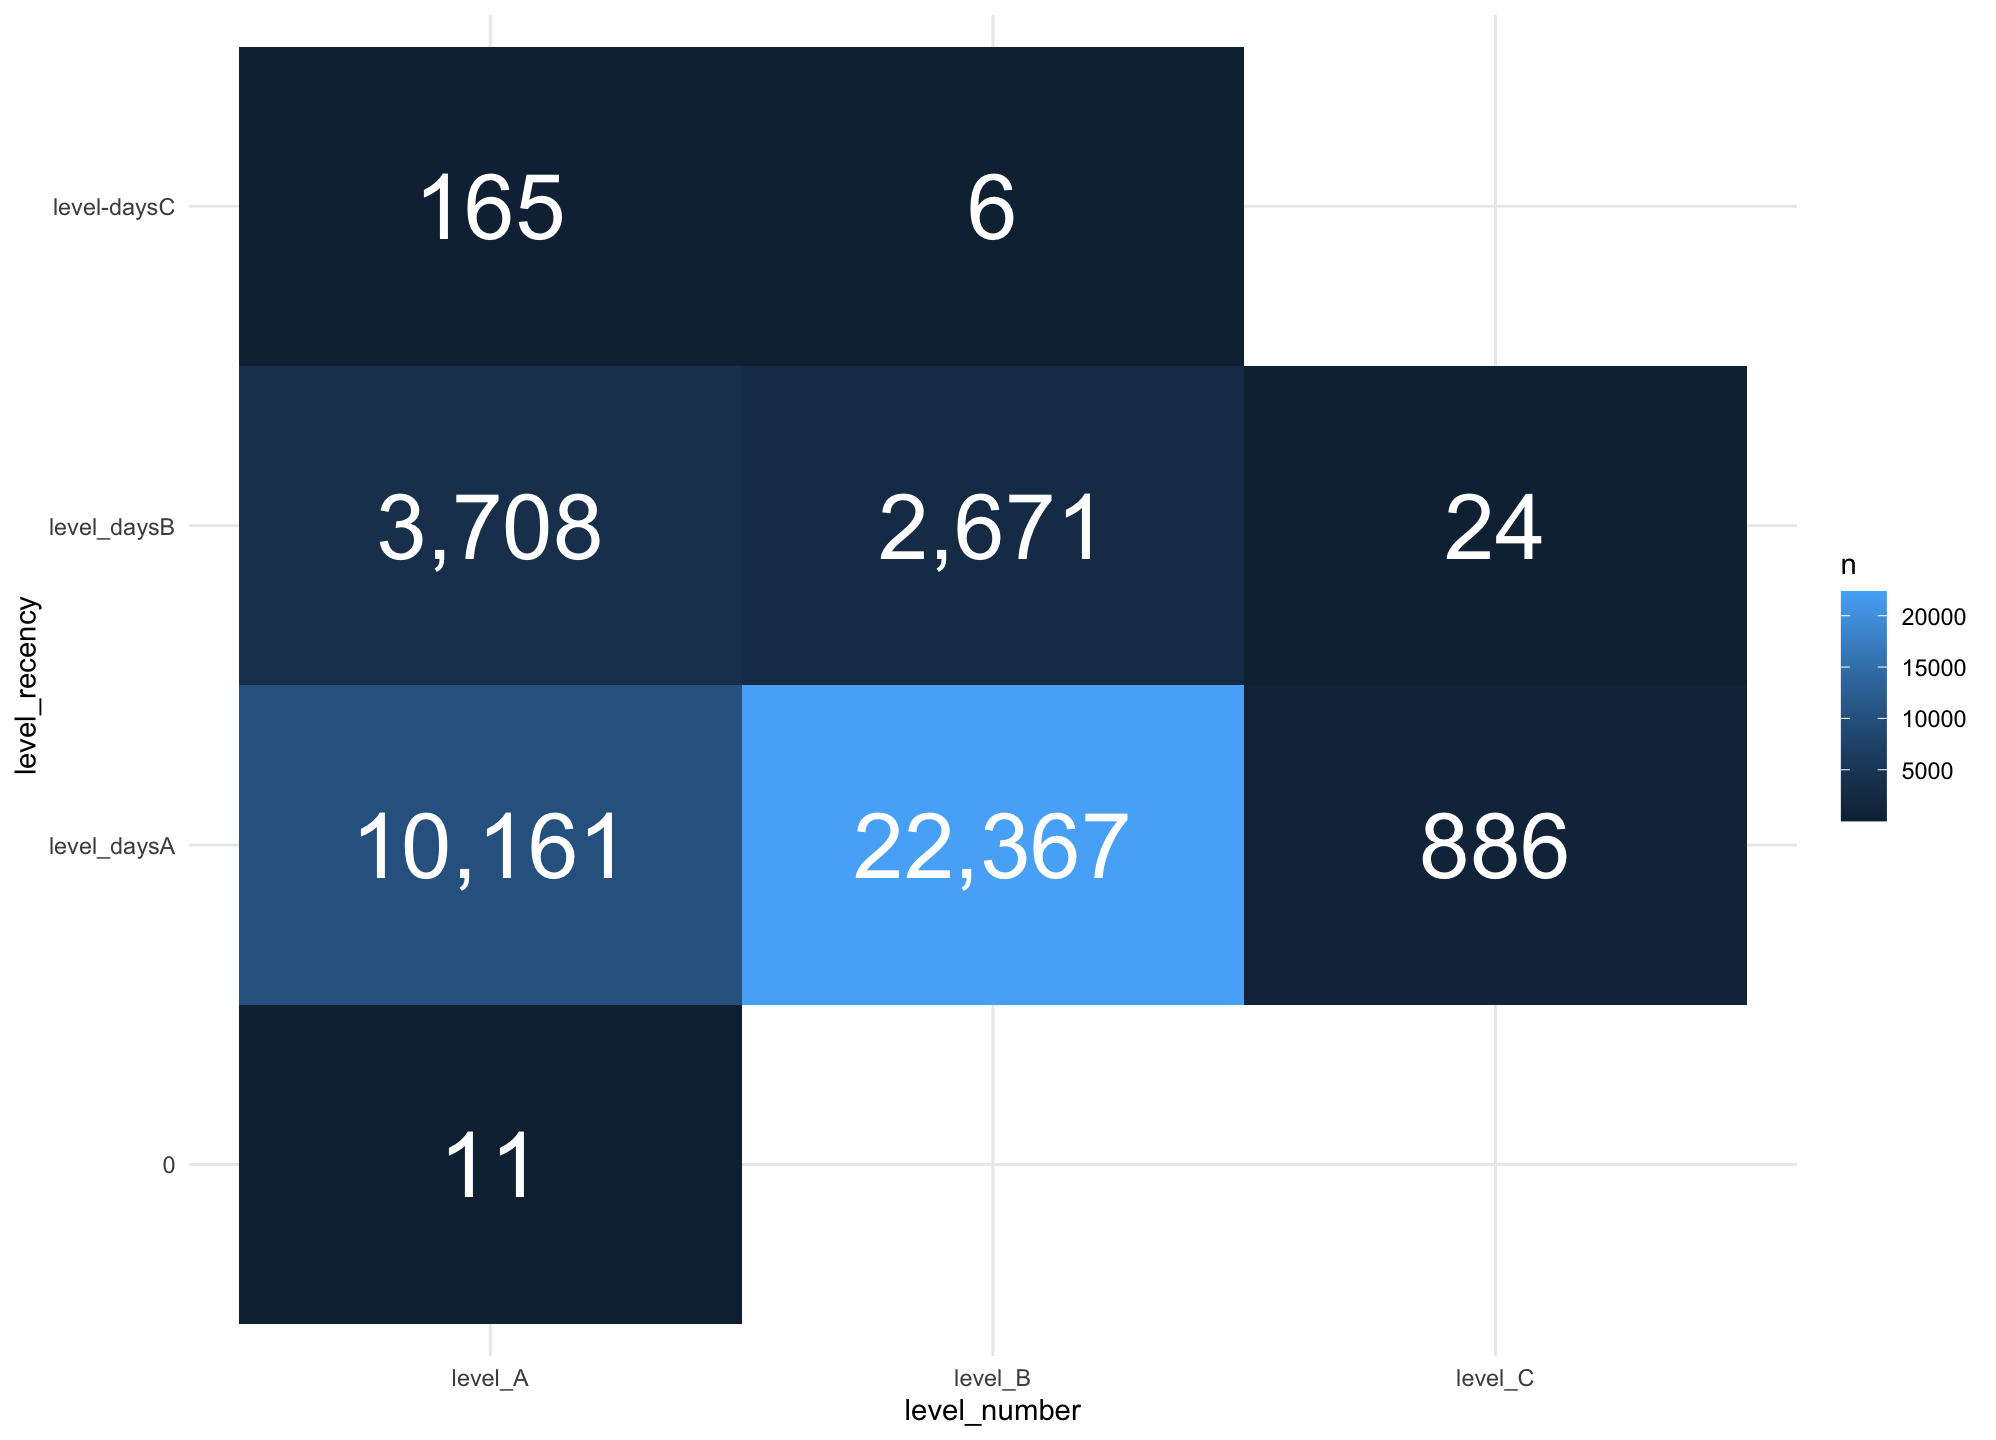 level-daysC
165
6
level_daysB
3,708
2,671
24
level_daysA
10,161
22,367
886
0
11
level_A
level_B
level_C
level_number
level_recency
n
20000
15000
10000
5000